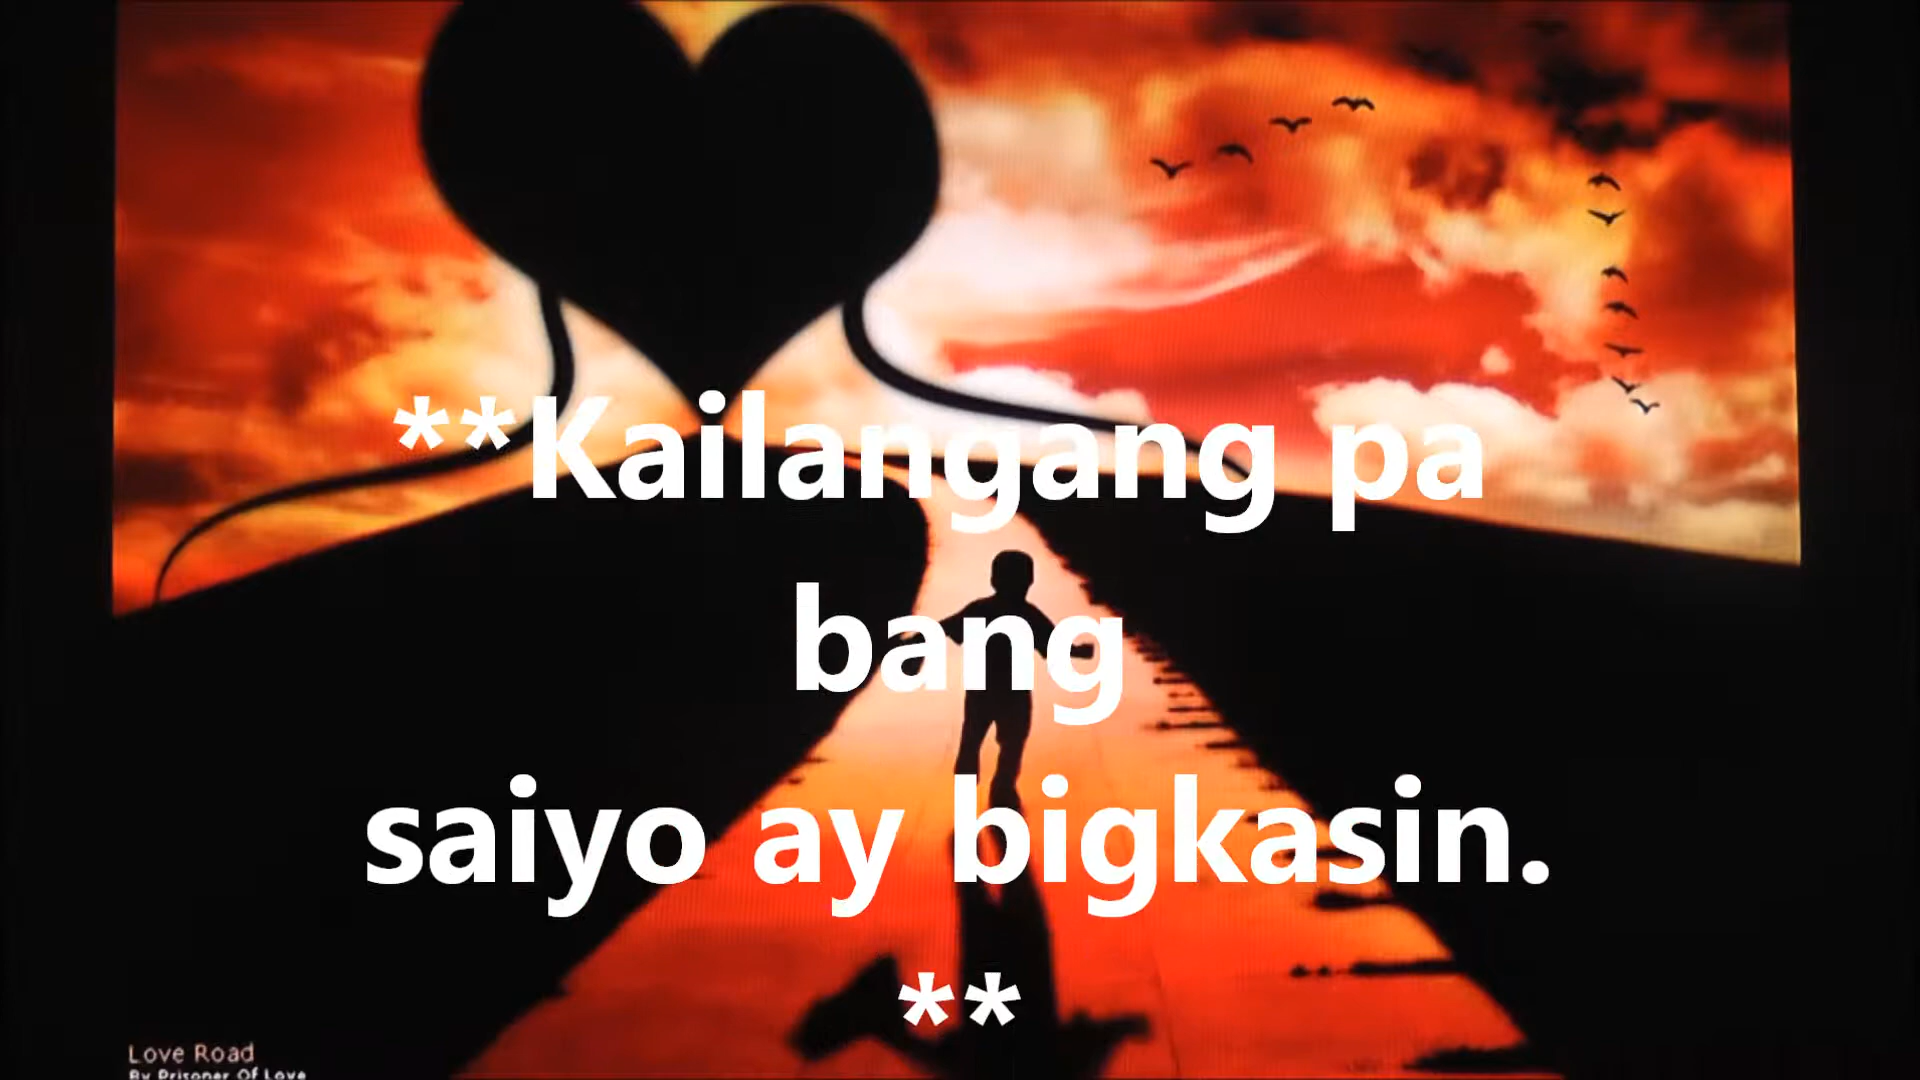 **Kailangang pa
bang
saiyo ay bigkasin.
**
Love Road
By Prisoner Of Love